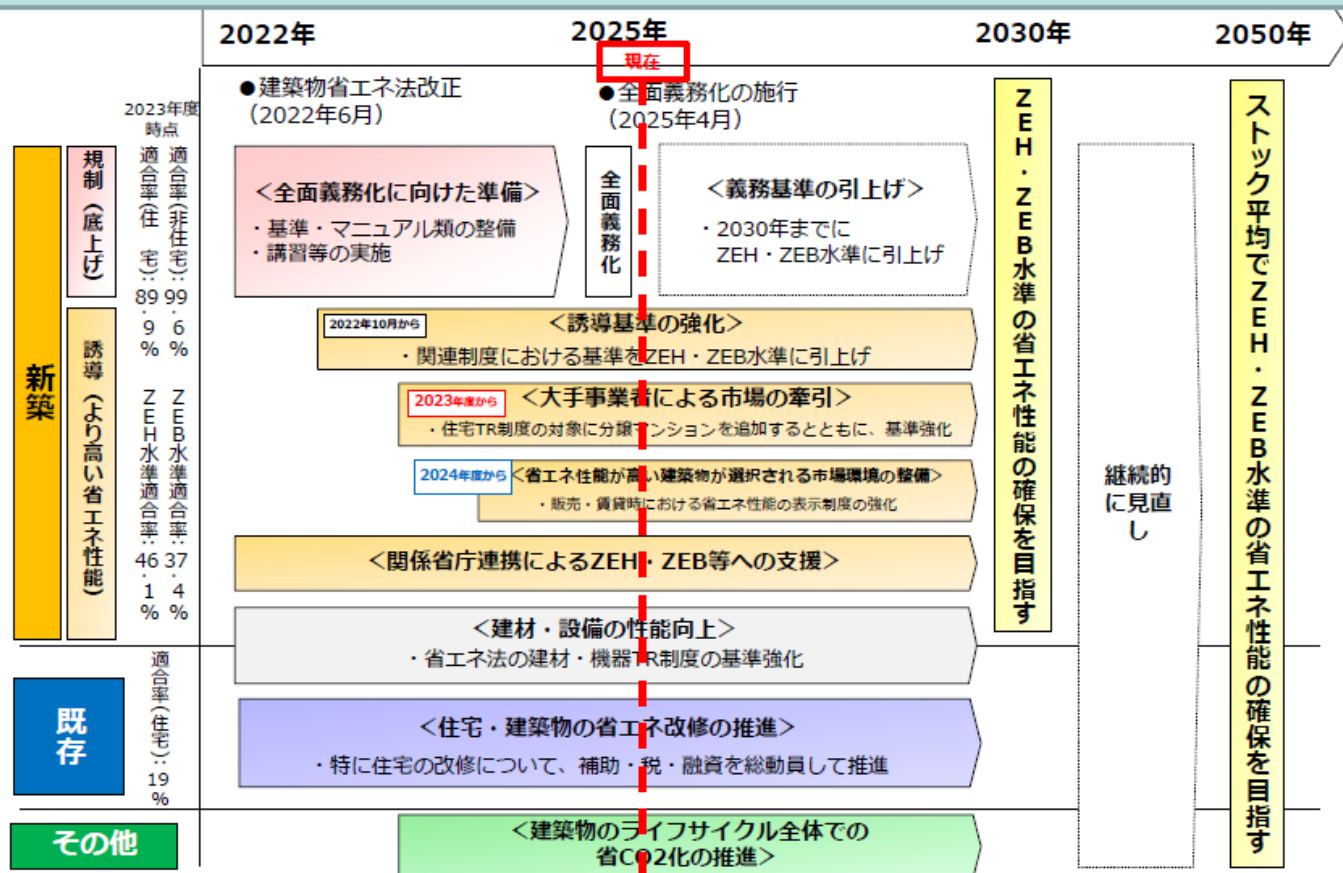 2022年
2025年
2030年
2050年
現在
●建築物省エネ法改正
（2022年6月）
●全面義務化の施行
（2025年4月）
2023年度
時点
新築
規制（底上げ）
適合率(非住宅)：99.6%
適合率(住　宅)：89.9%
＜全面義務化に向けた準備＞
・基準・マニュアル類の整備
・講習等の実施
全面義務化
＜義務基準の引上げ＞
・2030年までに
ZEH・ZEB水準に引上げ
誘導（より高い省エネ性能）
ZEB水準適合率：37.4%
ZEH水準適合率：46.1%
2022年10月から
＜誘導基準の強化＞
・関連制度における基準をZEH・ZEB水準に引上げ
2023年度から
＜大手事業者による市場の牽引＞
・住宅TR制度の対象に分譲マンションを追加するとともに、基準強化
2024年度から
＜省エネ性能が高い建築物が選択される市場環境の整備＞
・販売・賃貸時における省エネ性能の表示制度の強化
＜関係省庁連携によるZEH・ZEB等への支援＞
＜建材・設備の性能向上＞
・省エネ法の建材・機器TR制度の基準強化
既存
適合率(住宅)：19%
＜住宅・建築物の省エネ改修の推進＞
・特に住宅の改修について、補助・税・融資を総動員して推進
その他
＜建築物のライフサイクル全体での
省CO2化の推進＞
ZEH・ZEB水準の省エネ性能の確保を目指す
継続的
に見直
し
ストック平均でZEH・ZEB水準の省エネ性能の確保を目指す